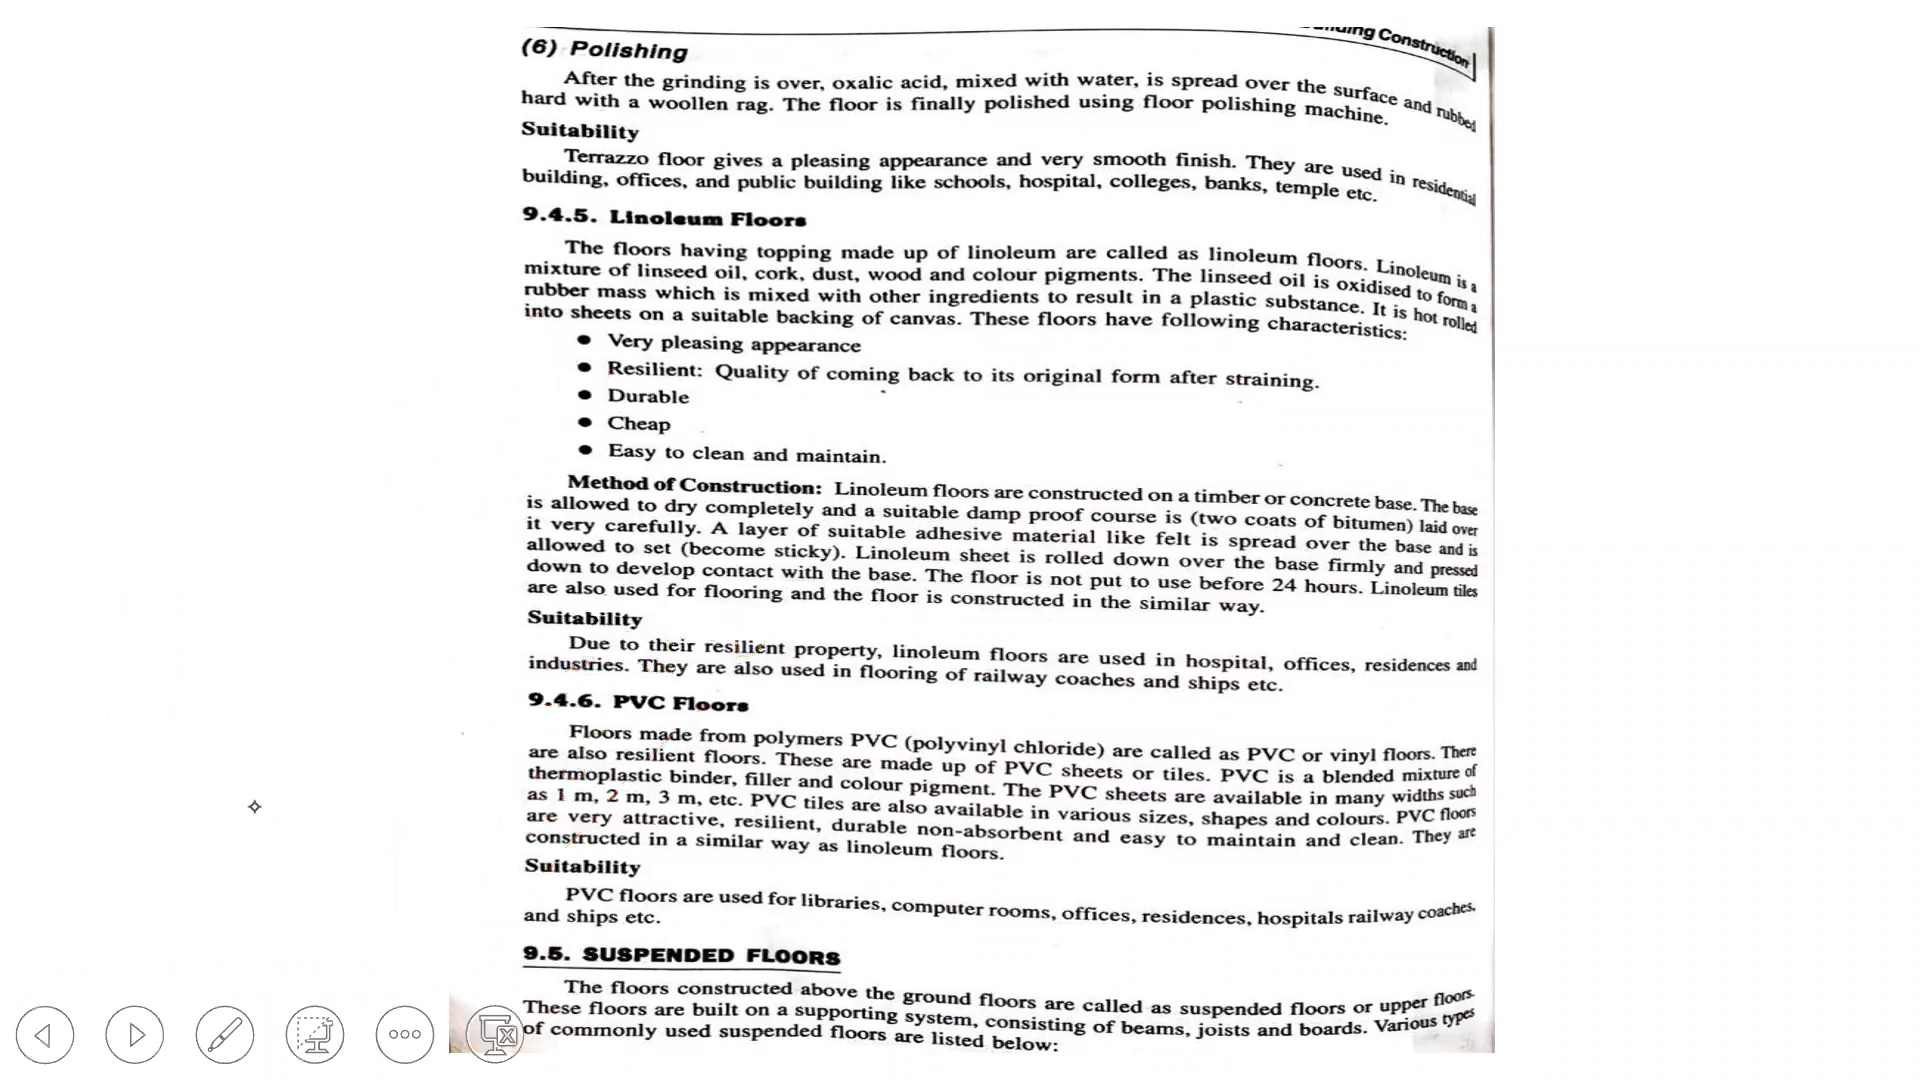 Building Construction
(6) Polishing
After the grinding is over, oxalic acid, mixed with water, is spread over the surface and rubbed
hard with a woollen rag. The floor is finally polished using floor polishing machine.
Suitability
Terrazzo floor gives a pleasing appearance and very smooth finish. They are used in residential
building, offices, and public building like schools, hospital, colleges, banks, temple etc.
9.4.5. Linoleum Floors
The floors having topping made up of linoleum are called as linoleum floors. Linoleum is a
mixture of linseed oil, cork, dust, wood and colour pigments. The linseed oil is oxidised to form a
rubber mass which is mixed with other ingredients to result in a plastic substance. It is hot rolled
into sheets on a suitable backing of canvas. These floors have following characteristics:
● Very pleasing appearance
● Resilient: Quality of coming back to its original form after straining.
● Durable
● Cheap
● Easy to clean and maintain.
Method of Construction: Linoleum floors are constructed on a timber or concrete base. The base
is allowed to dry completely and a suitable damp proof course is (two coats of bitumen) laid over
it very carefully. A layer of suitable adhesive material like felt is spread over the base and is
allowed to set (become sticky). Linoleum sheet is rolled down over the base firmly and pressed
down to develop contact with the base. The floor is not put to use before 24 hours. Linoleum tiles
are also used for flooring and the floor is constructed in the similar way.
Suitability
Due to their resilient property, linoleum floors are used in hospital, offices, residences and
industries. They are also used in flooring of railway coaches and ships etc.
9.4.6. PVC Floors
Floors made from polymers PVC (polyvinyl chloride) are called as PVC or vinyl floors. There
are also resilient floors. These are made up of PVC sheets or tiles. PVC is a blended mixture of
thermoplastic binder, filler and colour pigment. The PVC sheets are available in many widths such
as 1 m, 2 m, 3 m, etc. PVC tiles are also available in various sizes, shapes and colours. PVC floors
are very attractive, resilient, durable non-absorbent and easy to maintain and clean. They are
constructed in a similar way as linoleum floors.
Suitability
PVC floors are used for libraries, computer rooms, offices, residences, hospitals railway coaches,
and ships etc.
9.5. SUSPENDED FLOORS
The floors constructed above the ground floors are called as suspended floors or upper floors.
These floors are built on a supporting system, consisting of beams, joists and boards. Various types
of commonly used suspended floors are listed below: